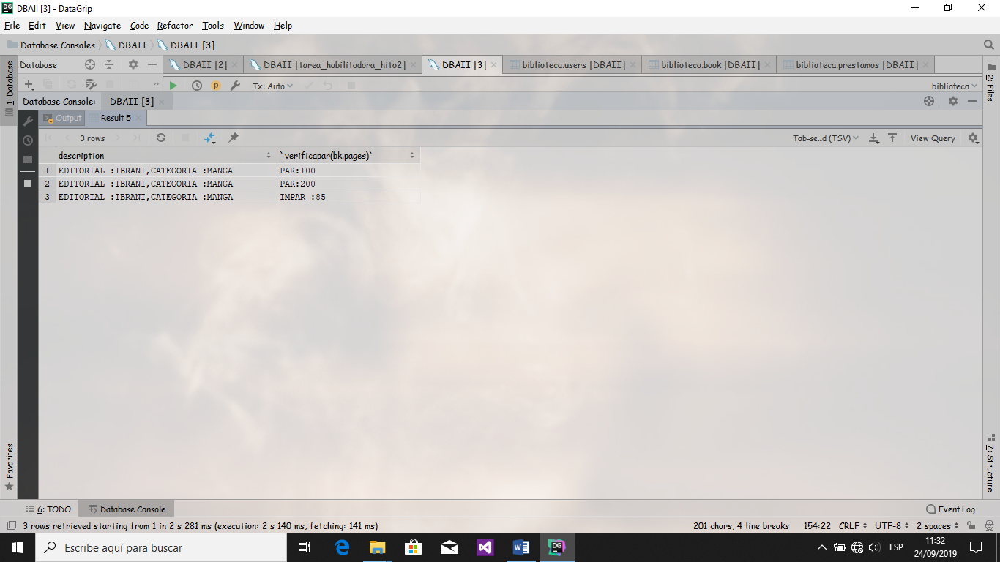 DG DBAII [3] - DataGrip
File Edit View Navigate Code Refactor Tools Window Help
Database Consoles DBAII DBAII [3]
Database DBAII [2] DBAII [tarea_habilitadora_hito2] DBAII [3] biblioteca.users [DBAII] biblioteca.book [DBAII] biblioteca.prestamos [DBAII]
1: Database
2: Files
» P Tx: Auto biblioteca
Database Console: DBAII [3]
Output Result 5
3 rows Tab-se..d (TSV) View Query
description `verificapar(bk.pages)`
1 EDITORIAL :IBRANI,CATEGORIA :MANGA PAR:100
2 EDITORIAL :IBRANI,CATEGORIA :MANGA PAR:200
3 EDITORIAL :IBRANI,CATEGORIA :MANGA IMPAR :85
Favorites
7: Structure
6: TODO Database Console Event Log
3 rows retrieved starting from 1 in 2 s 281 ms (execution: 2 s 140 ms, fetching: 141 ms) 201 chars, 4 line breaks 154:22 CRLF UTF-8 2 spaces
Escribe aquí para buscar DG ESP 11:32
24/09/2019